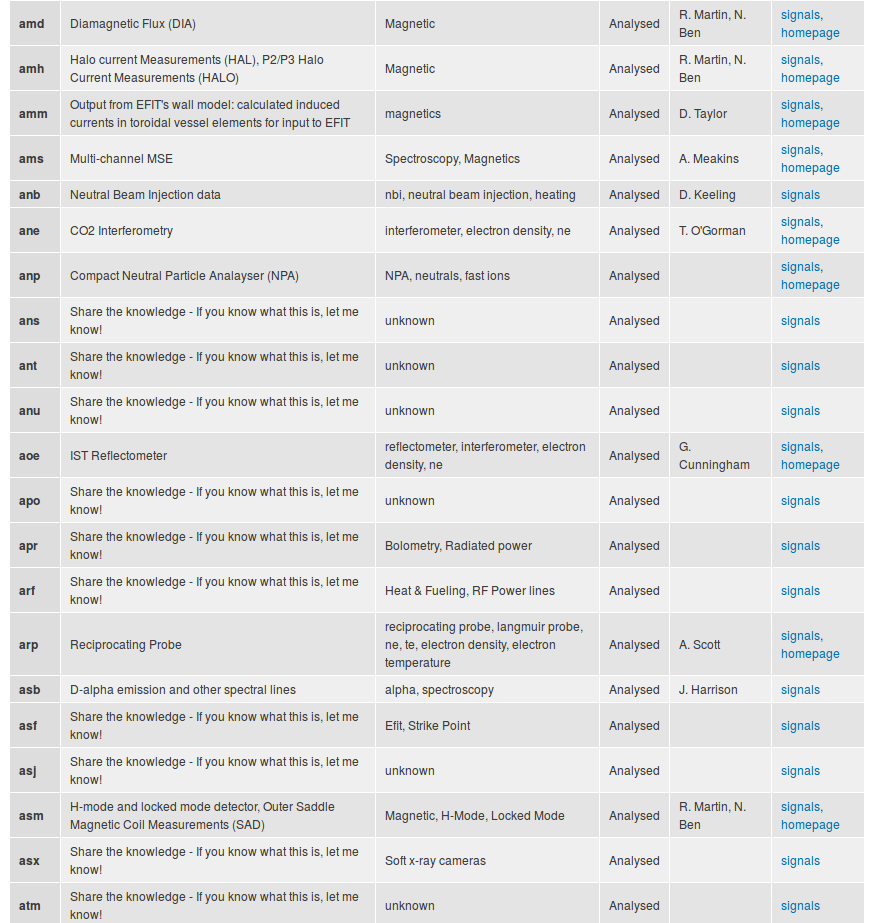 amd Diamagnetic Flux (DIA) Magnetic Analysed R. Martin, N. Ben signals, homepage
amh Halo current Measurements (HAL), P2/P3 Halo Current Measurements (HALO) Magnetic Analysed R. Martin, N. Ben signals, homepage
amm Output from EFIT's wall model: calculated induced currents in toroidal vessel elements for input to EFIT magnetics Analysed D. Taylor signals, homepage
ams Multi-channel MSE Spectroscopy, Magnetics Analysed A. Meakins signals, homepage
anb Neutral Beam Injection data nbi, neutral beam injection, heating Analysed D. Keeling signals
ane CO2 Interferometry interferometer, electron density, ne Analysed T. O'Gorman signals, homepage
anp Compact Neutral Particle Analayser (NPA) NPA, neutrals, fast ions Analysed signals, homepage
ans Share the knowledge - If you know what this is, let me know! unknown Analysed signals
ant Share the knowledge - If you know what this is, let me know! unknown Analysed signals
anu Share the knowledge - If you know what this is, let me know! unknown Analysed signals
aoe IST Reflectometer reflectometer, interferometer, electron density, ne Analysed G. Cunningham signals, homepage
apo Share the knowledge - If you know what this is, let me know! unknown Analysed signals
apr Share the knowledge - If you know what this is, let me know! Bolometry, Radiated power Analysed signals
arf Share the knowledge - If you know what this is, let me know! Heat & Fueling, RF Power lines Analysed signals
arp Reciprocating Probe reciprocating probe, langmuir probe, ne, te, electron density, electron temperature Analysed A. Scott signals, homepage
asb D-alpha emission and other spectral lines alpha, spectroscopy Analysed J. Harrison signals
asf Share the knowledge - If you know what this is, let me know! Efit, Strike Point Analysed signals
asj Share the knowledge - If you know what this is, let me know! unknown Analysed signals
asm H-mode and locked mode detector, Outer Saddle Magnetic Coil Measurements (SAD) Magnetic, H-Mode, Locked Mode Analysed R. Martin, N. Ben signals, homepage
asx Share the knowledge - If you know what this is, let me know! Soft x-ray cameras Analysed signals
atm Share the knowledge - If you know what this is, let me know! unknown Analysed signals